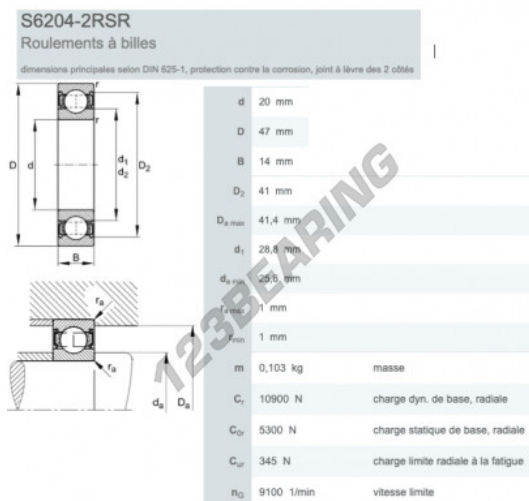 S6204-2RSR
Roulements à billes
dimensions principales selon DIN 625-1, protection contre la corrosion, joint à lèvre des 2 côtés
r
r
D
d
d1
d2
D2
B
ra
ra
da
Da
d 20 mm
D 47 mm
B 14 mm
D2 41 mm
Da max 41,4 mm
d1 28,8 mm
da min 25,6 mm
ra max 1 mm
rmin 1 mm
m 0,103 kg masse
Cr 10900 N charge dyn. de base, radiale
C0r 5300 N charge statique de base, radiale
Cur 345 N charge limite radiale à la fatigue
nG 9100 1/min vitesse limite
123BEARING